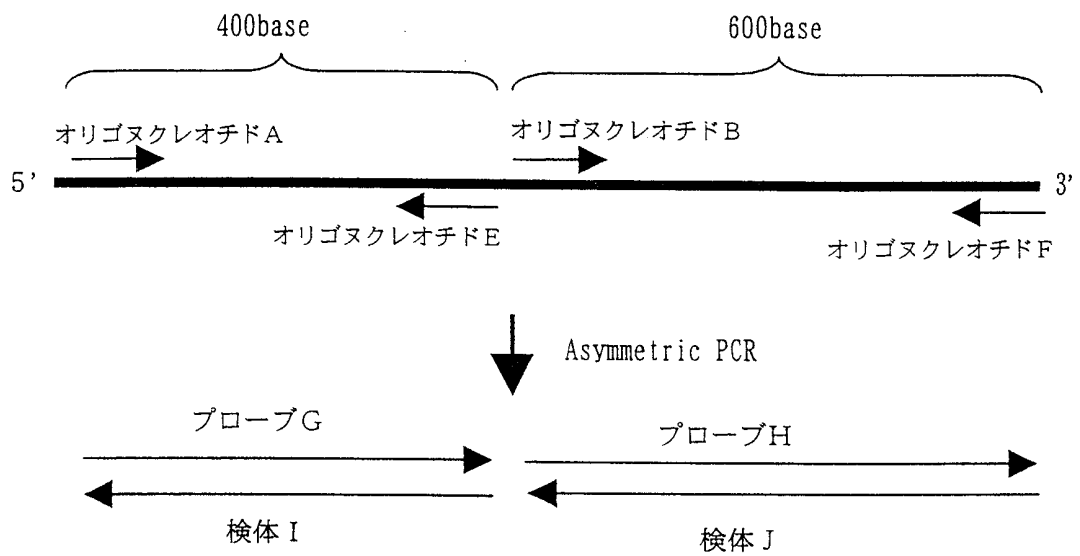 400base
600base
オリゴヌクレオチドA
オリゴヌクレオチドB
5'
3'
オリゴヌクレオチドE
オリゴヌクレオチドF
Asymmetric PCR
プローブG
プローブH
検体I
検体J